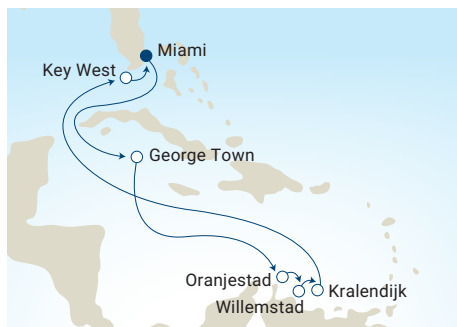 Miami
Key West
George Town
Oranjestad
Kralendijk
Willemstad